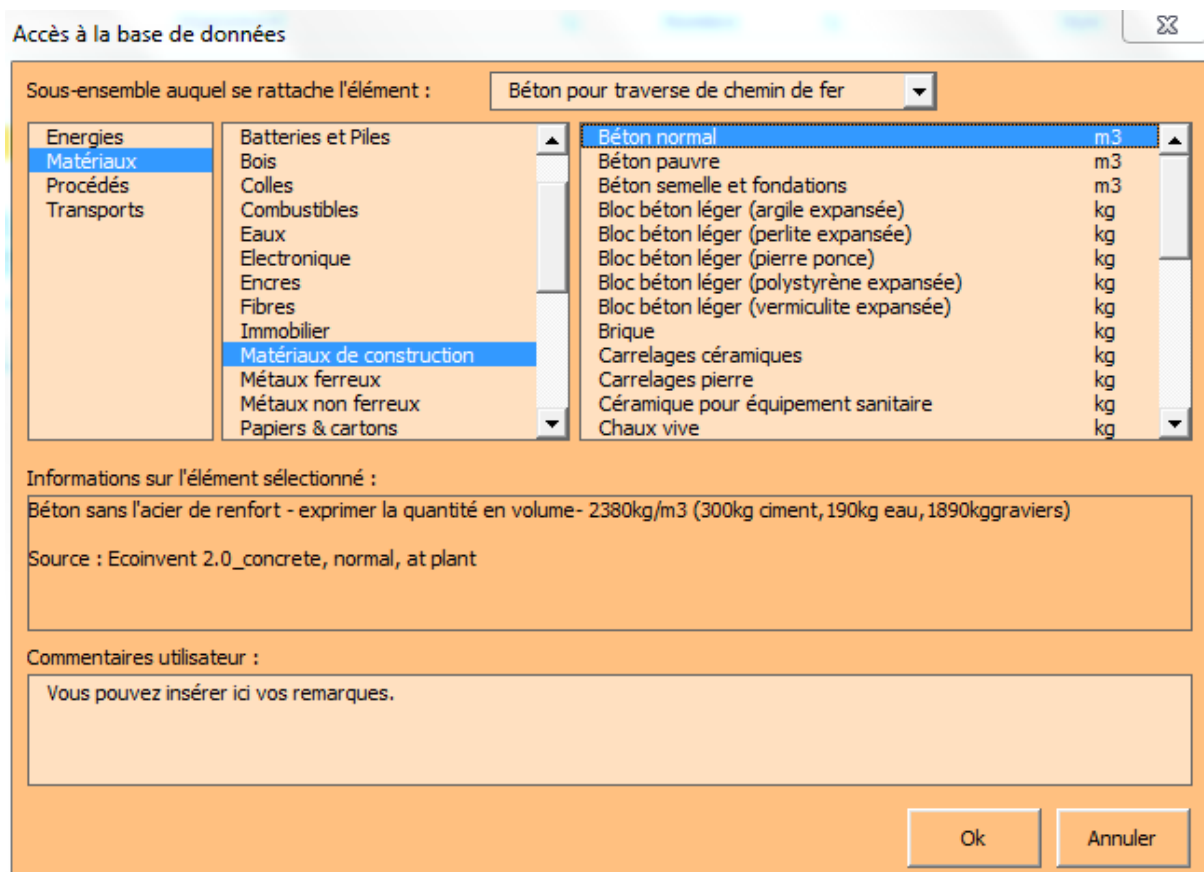 Accès à la base de données
Sous-ensemble auquel se rattache l'élément : Béton pour traverse de chemin de fer
Energies
Matériaux
Procédés
Transports
Batteries et Piles
Bois
Colles
Combustibles
Eaux
Electronique
Encres
Fibres
Immobilier
Matériaux de construction
Métaux ferreux
Métaux non ferreux
Papiers & cartons
Béton normal m3
Béton pauvre m3
Béton semelle et fondations m3
Bloc béton léger (argile expansée) kg
Bloc béton léger (perlite expansée) kg
Bloc béton léger (pierre ponce) kg
Bloc béton léger (polystyrène expansée) kg
Bloc béton léger (vermiculite expansée) kg
Brique kg
Carrelages céramiques kg
Carrelages pierre kg
Céramique pour équipement sanitaire kg
Chaux vive kg
Informations sur l'élément sélectionné :
Béton sans l'acier de renfort - exprimer la quantité en volume- 2380kg/m3 (300kg ciment,190kg eau,1890kggraviers)
Source : Ecoinvent 2.0_concrete, normal, at plant
Commentaires utilisateur :
Vous pouvez insérer ici vos remarques.
Ok Annuler